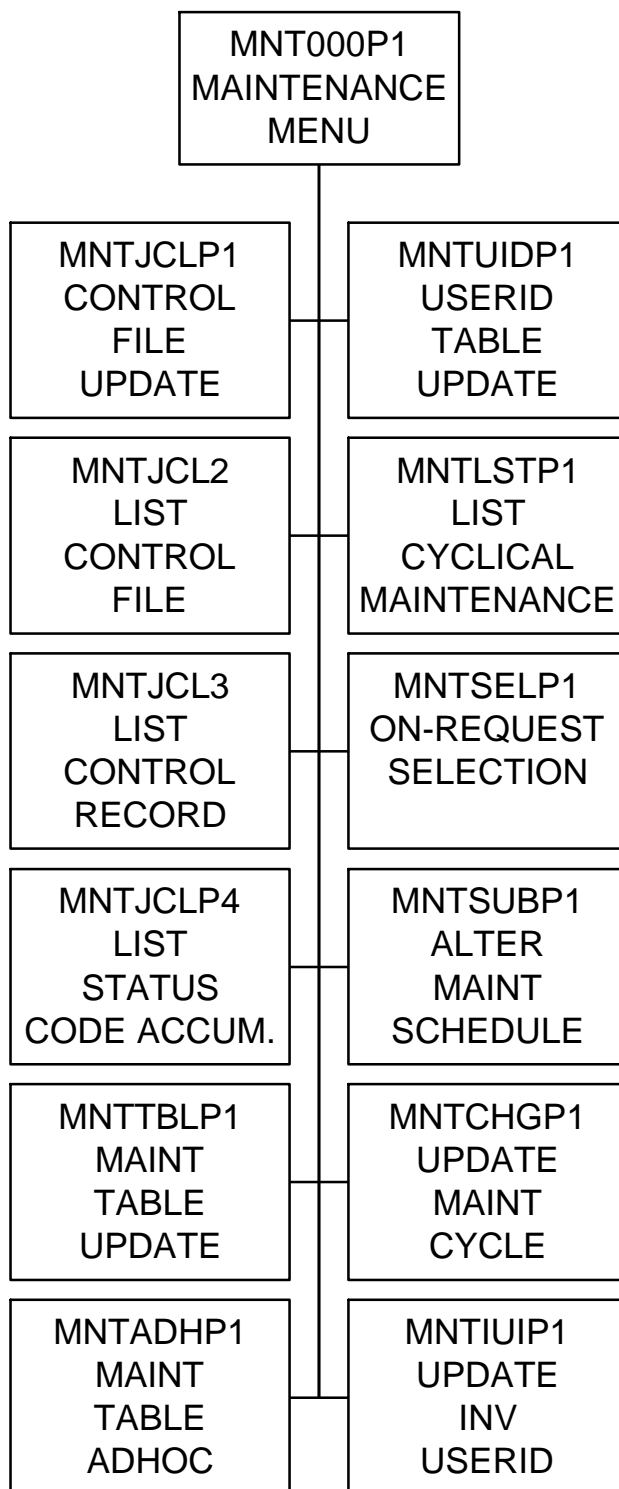 MNT000P1
MAINTENANCE
MENU
MNTJCLP1
CONTROL
FILE
UPDATE
MNTUIDP1
USERID
TABLE
UPDATE
MNTJCL2
LIST
CONTROL
FILE
MNTLSTP1
LIST
CYCLICAL
MAINTENANCE
MNTJCL3
LIST
CONTROL
RECORD
MNTSELP1
ON-REQUEST
SELECTION
MNTJCLP4
LIST
STATUS
CODE ACCUM.
MNTSUBP1
ALTER
MAINT
SCHEDULE
MNTTBLP1
MAINT
TABLE
UPDATE
MNTCHGP1
UPDATE
MAINT
CYCLE
MNTADHP1
MAINT
TABLE
ADHOC
MNTIUIP1
UPDATE
INV
USERID